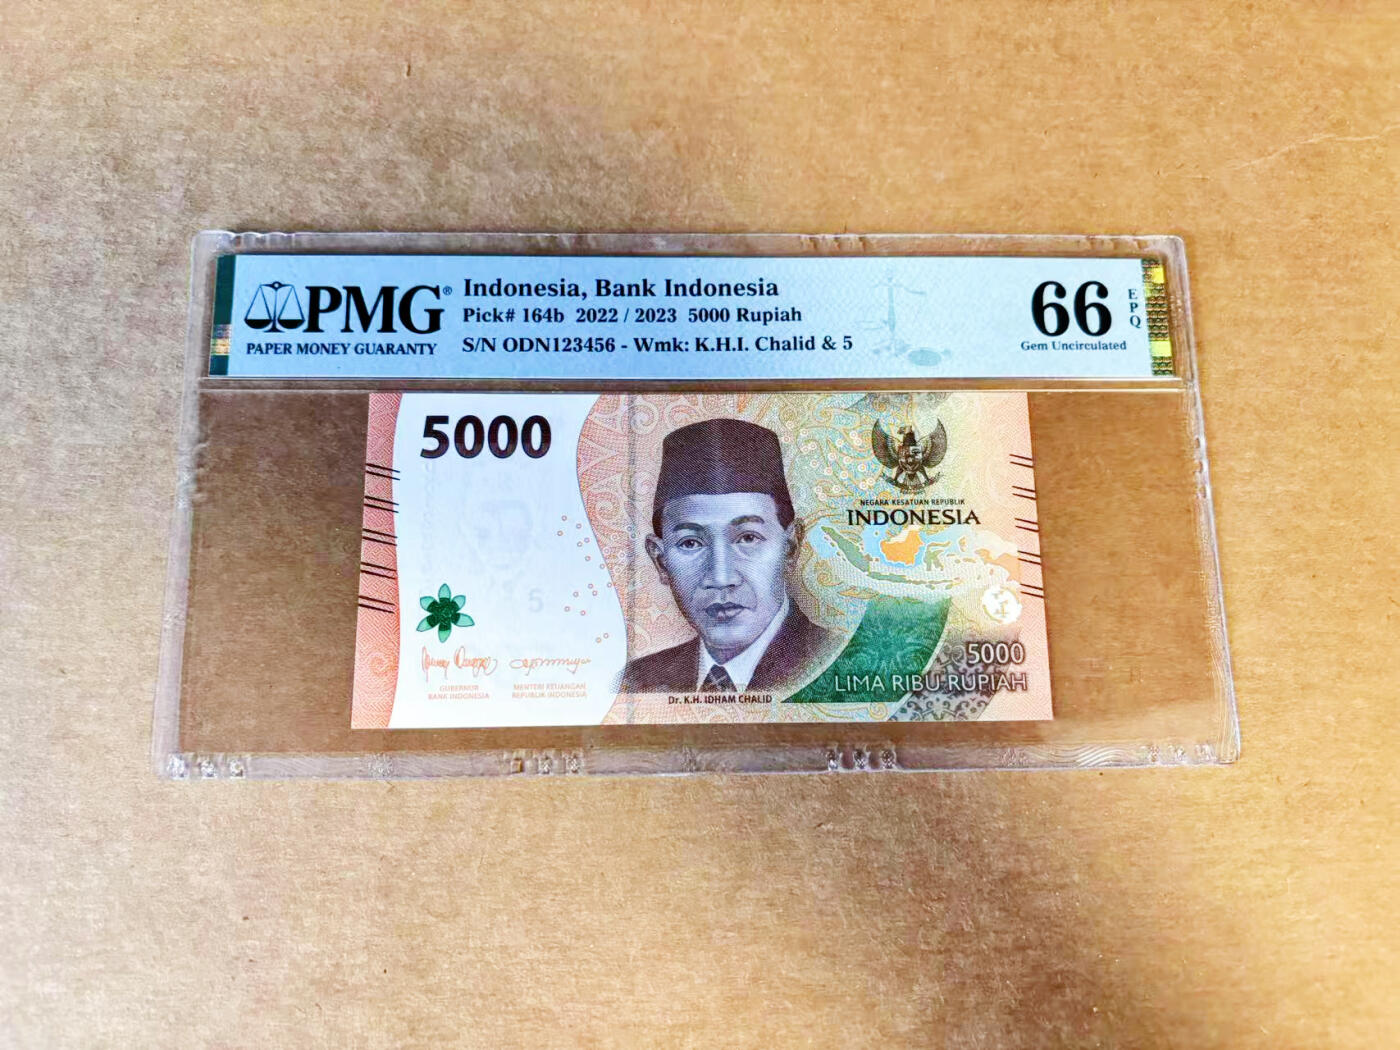 PMG®
PAPER MONEY GUARANTY
Indonesia, Bank Indonesia
Pick# 164b 2022 / 2023 5000 Rupiah
S/N ODN123456 - Wmk: K.H.I. Chalid & 5
66
EPQ
Gem Uncirculated
5000
NEGARA KESATUAN REPUBLIK
INDONESIA
5
GUBERNUR
BANK INDONESIA
MENTERI KEUANGAN
REPUBLIK INDONESIA
Dr. K.H. IDHAM CHALID
5000
LIMA RIBU RUPIAH